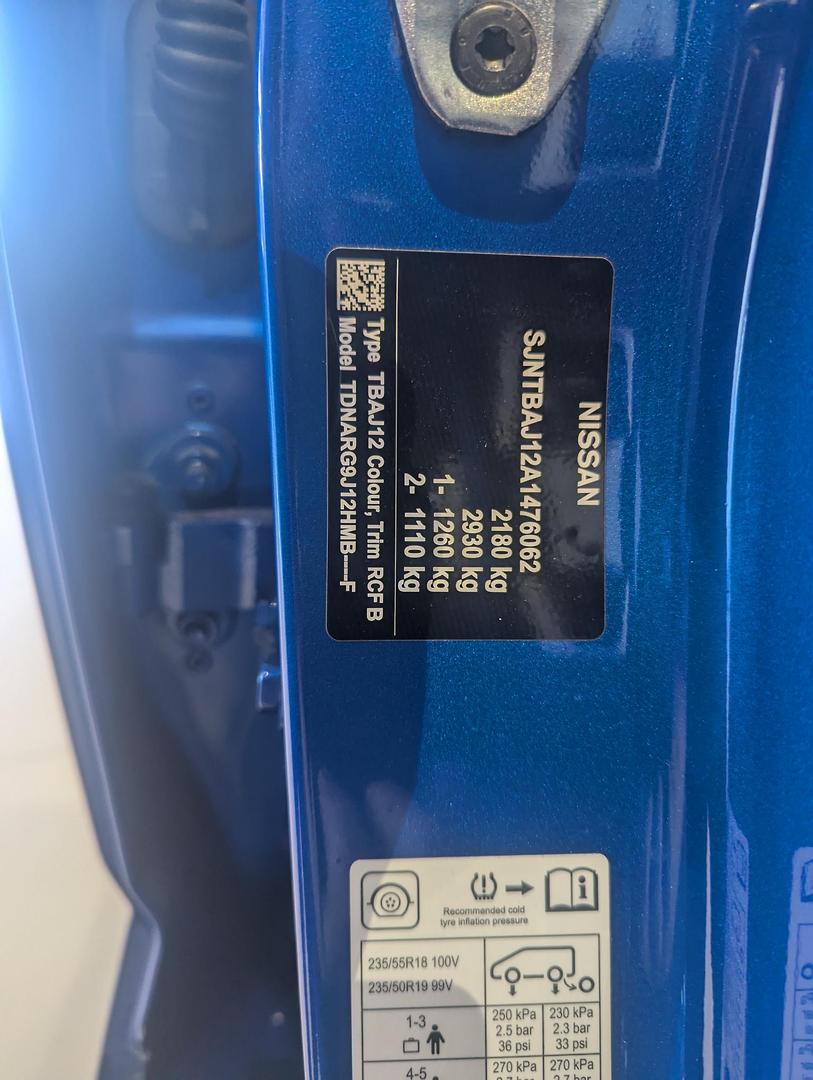 NISSAN
SJNTBAJ12A1476062
2180 kg
2930 kg
1- 1260 kg
2- 1110 kg
Type TBAJ12 Colour, Trim RCF B
Model TDNARG9J12HMB----F
Recommended cold
tyre inflation pressure
235/55R18 100V
235/50R19 99V
1-3
250 kPa 230 kPa
2.5 bar 2.3 bar
36 psi 33 psi
4-5
270 kPa 270 kPa